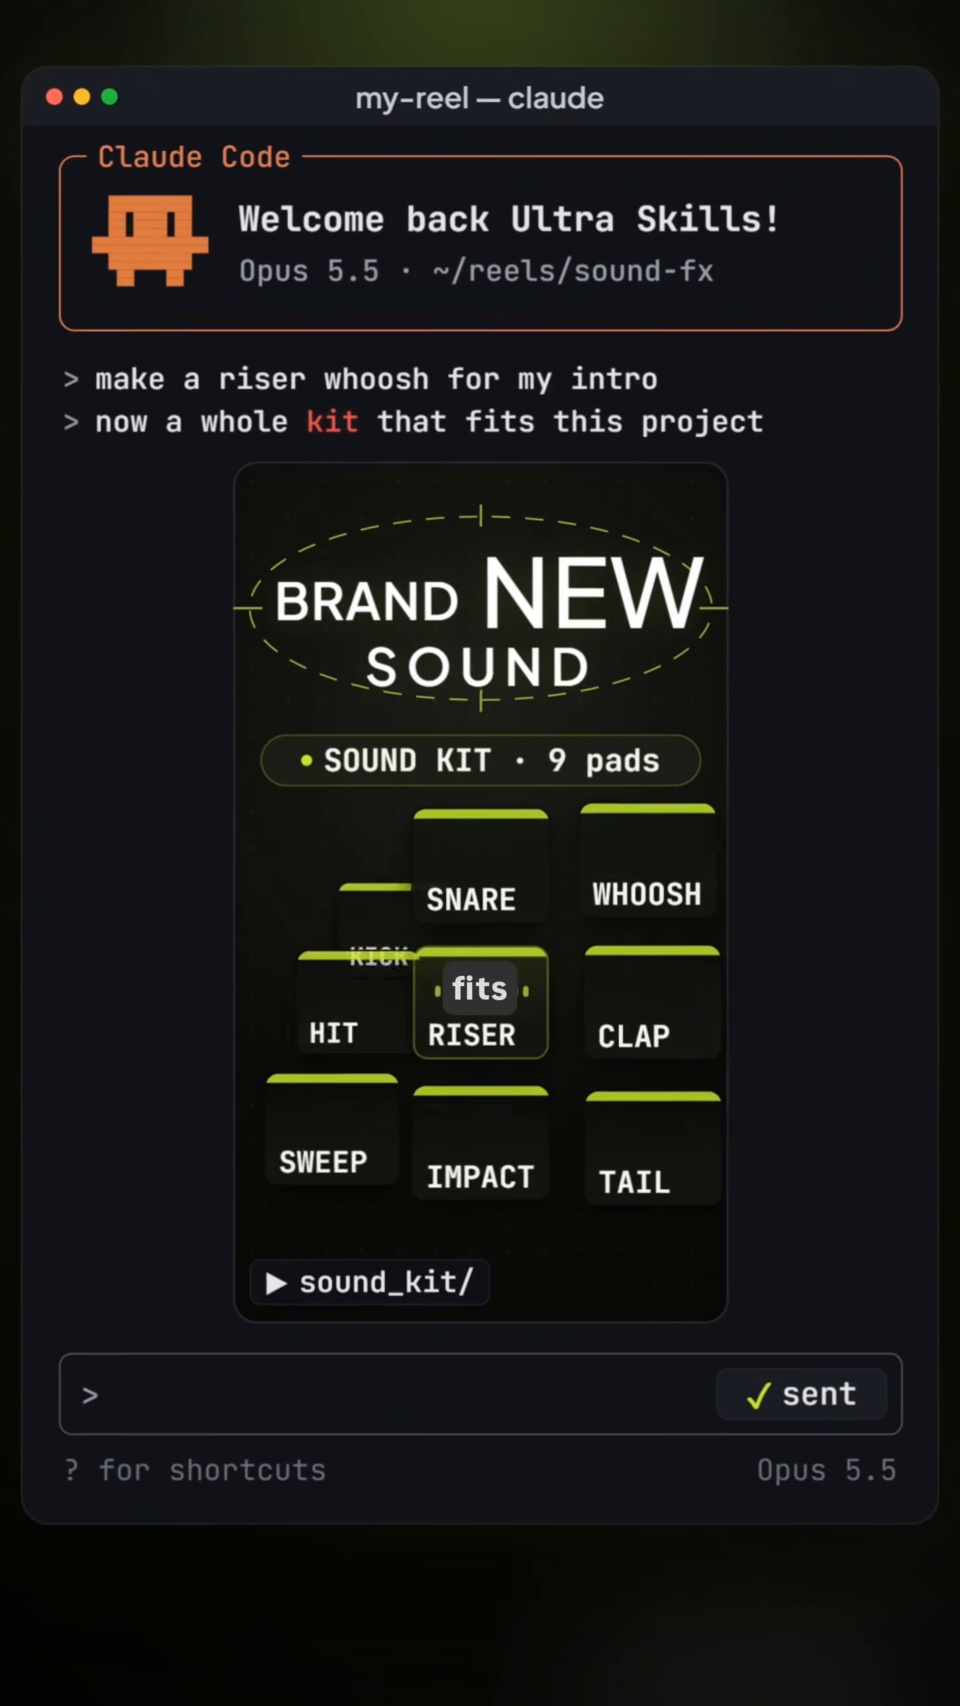 my-reel — claude
Claude Code
Welcome back Ultra Skills!
Opus 5.5 · ~/reels/sound-fx
> make a riser whoosh for my intro
> now a whole kit that fits this project
BRAND NEW
SOUND
SOUND KIT · 9 pads
SNARE
WHOOSH
KICK
HIT
fits
RISER
CLAP
SWEEP
IMPACT
TAIL
▶ sound_kit/
>
✓ sent
? for shortcuts
Opus 5.5